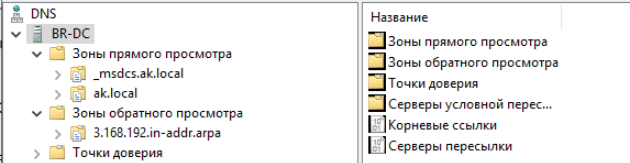 DNS
BR-DC
Зоны прямого просмотра
_msdcs.ak.local
ak.local
Зоны обратного просмотра
3.168.192.in-addr.arpa
Точки доверия
Название
Зоны прямого просмотра
Зоны обратного просмотра
Точки доверия
Серверы условной перес...
Корневые ссылки
Серверы пересылки